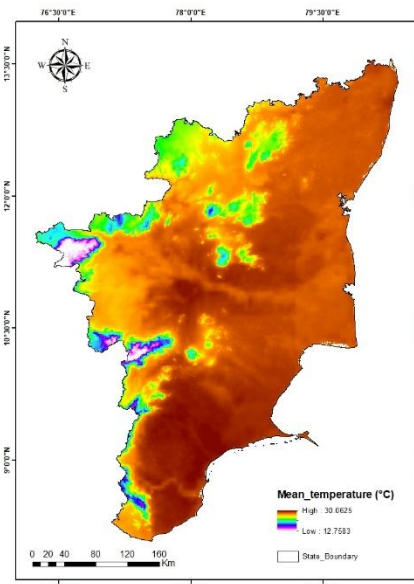 76°30'0"E 78°0'0"E 79°30'0"E
N
W E
S
13°30'0"N
12°0'0"N
10°30'0"N
9°0'0"N
Mean_temperature (°C)
High : 30.0625
Low : 12.7583
State_Boundary
0 20 40 80 120 160
Km